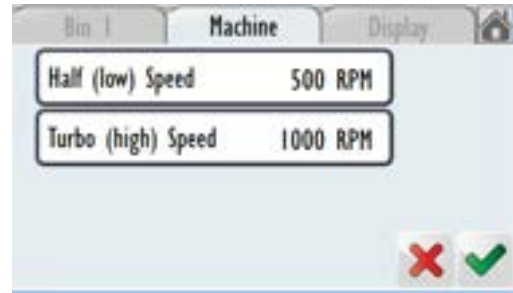 Bin 1 Machine Display
Half (low) Speed 500 RPM
Turbo (high) Speed 1000 RPM